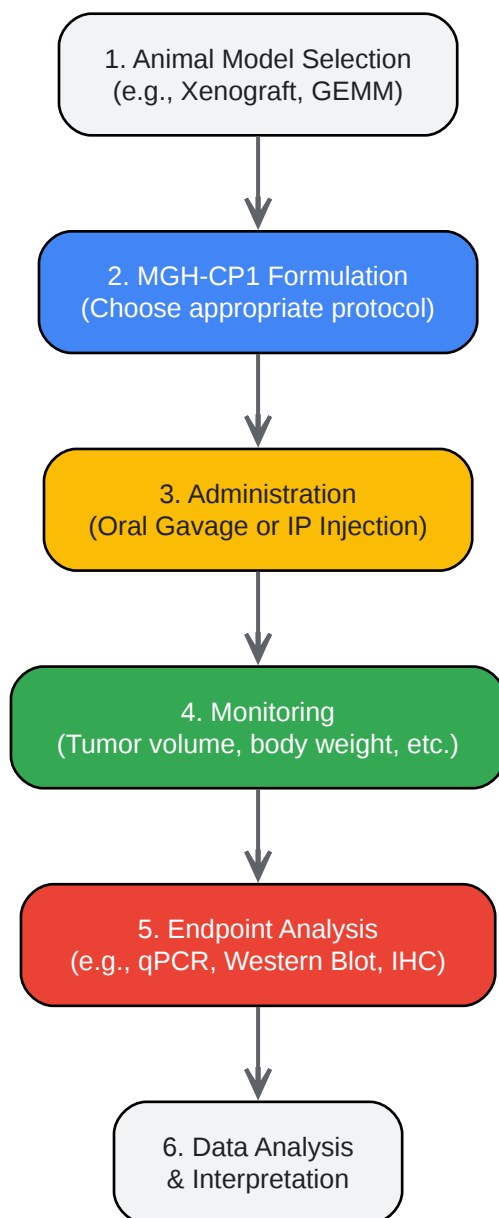 1. Animal Model Selection
(e.g., Xenograft, GEMM)
2. MGH-CP1 Formulation
(Choose appropriate protocol)
3. Administration
(Oral Gavage or IP Injection)
4. Monitoring
(Tumor volume, body weight, etc.)
5. Endpoint Analysis
(e.g., qPCR, Western Blot, IHC)
6. Data Analysis
& Interpretation